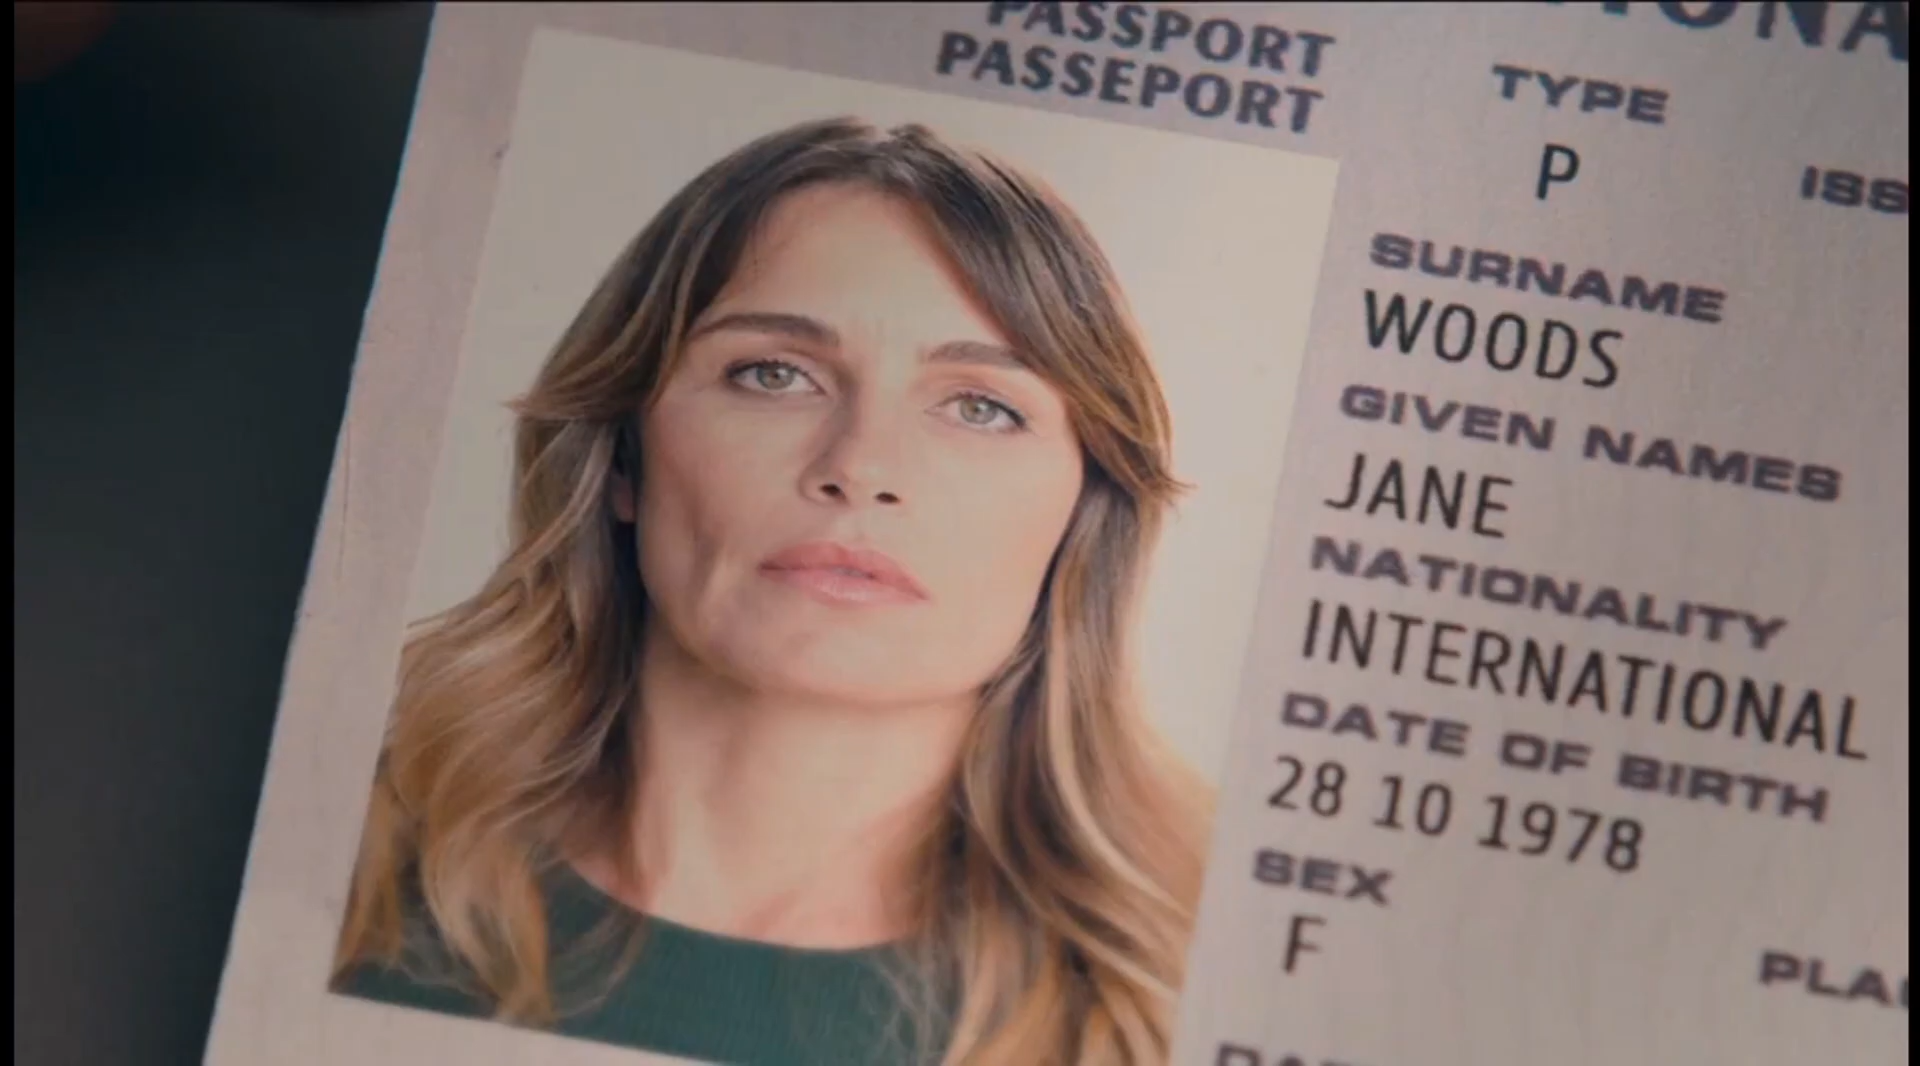 PASSPORT
PASSEPORT
TYPE
P
SURNAME
WOODS
GIVEN NAMES
JANE
NATIONALITY
INTERNATIONAL
DATE OF BIRTH
28 10 1978
SEX
F